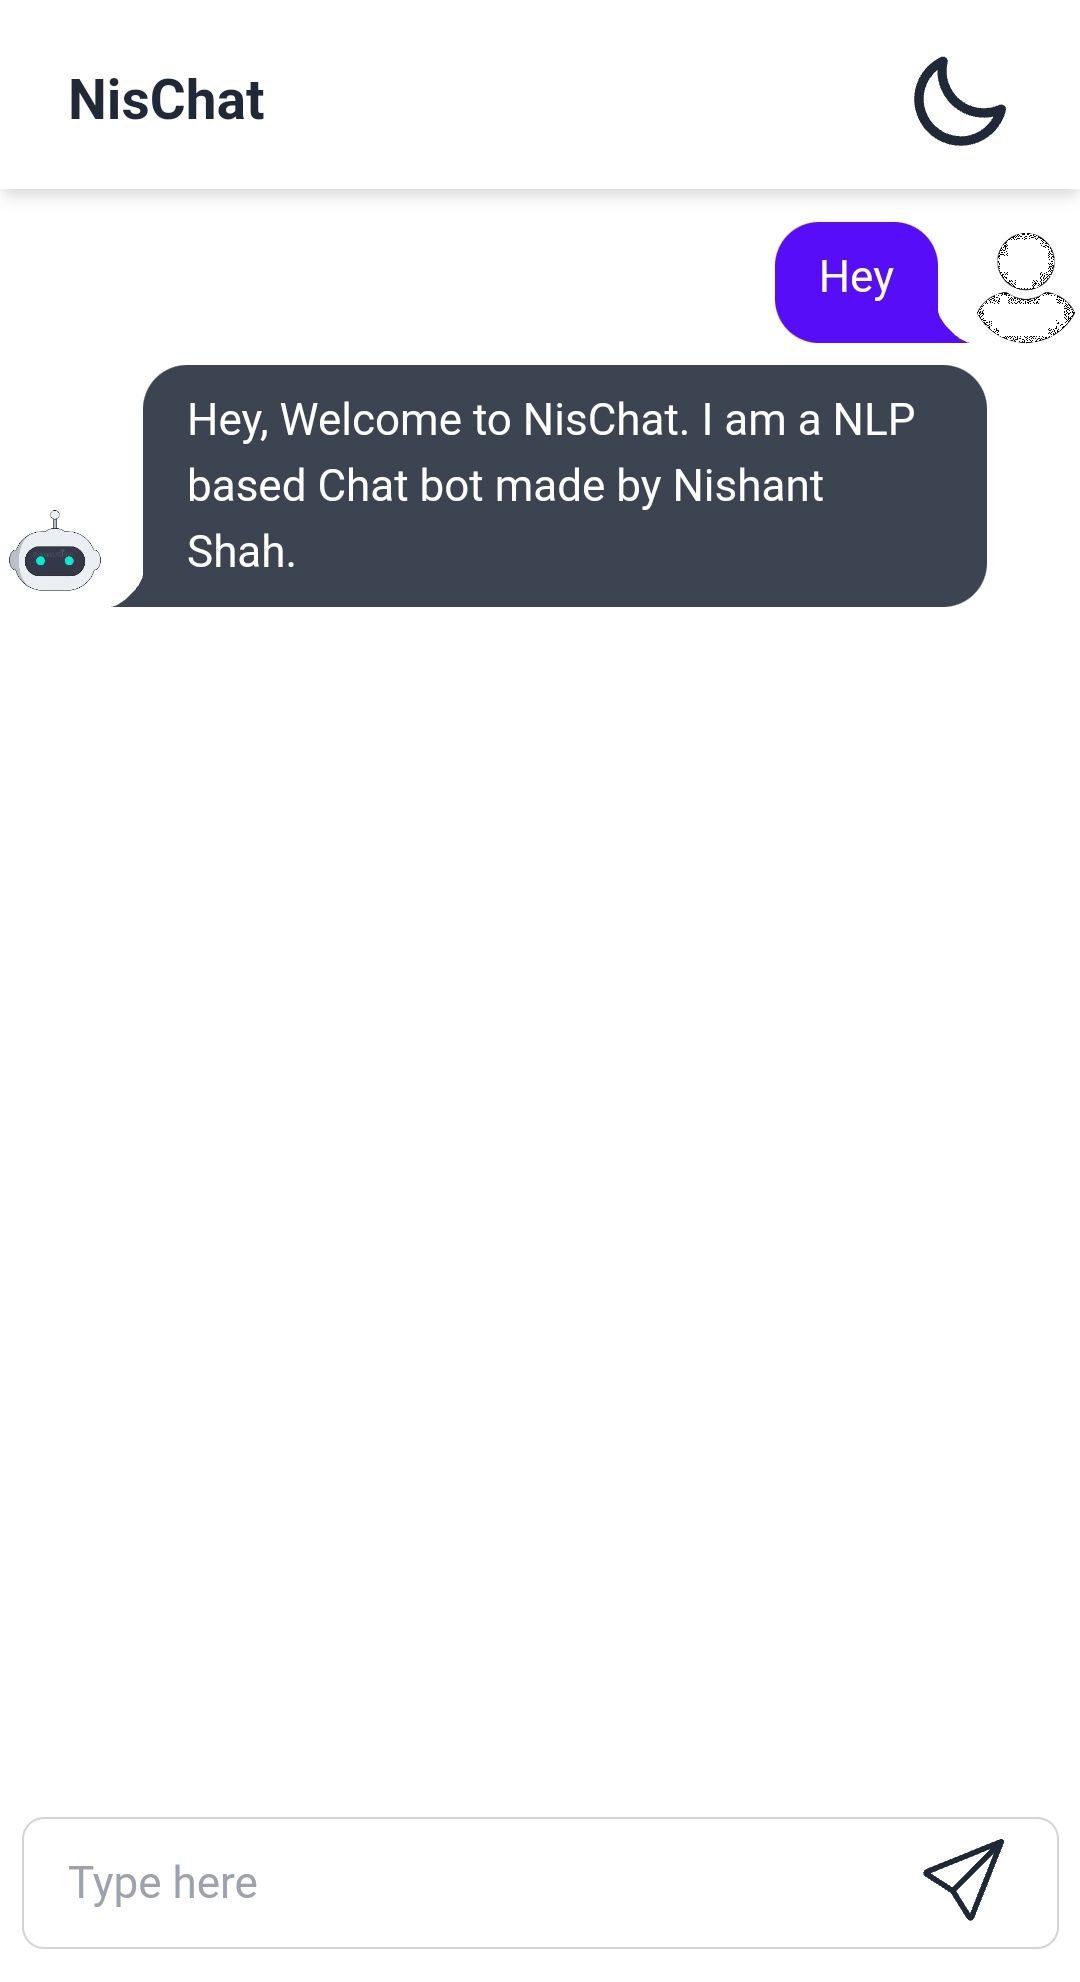 NisChat
Hey
Hey, Welcome to NisChat. I am a NLP
based Chat bot made by Nishant
Shah.
Type here